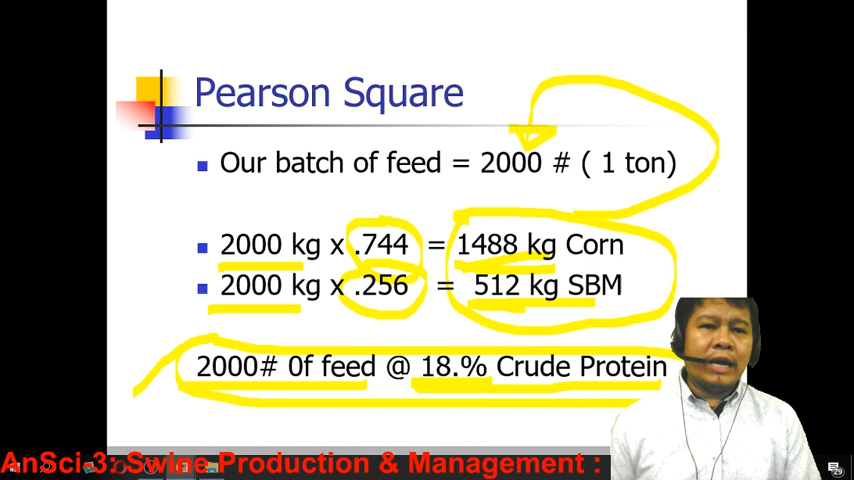 Pearson Square
Our batch of feed = 2000 # ( 1 ton)
2000 kg x .744 = 1488 kg Corn
2000 kg x .256 = 512 kg SBM
2000# 0f feed @ 18.% Crude Protein
AnSci-3: Swine Production & Management :
29